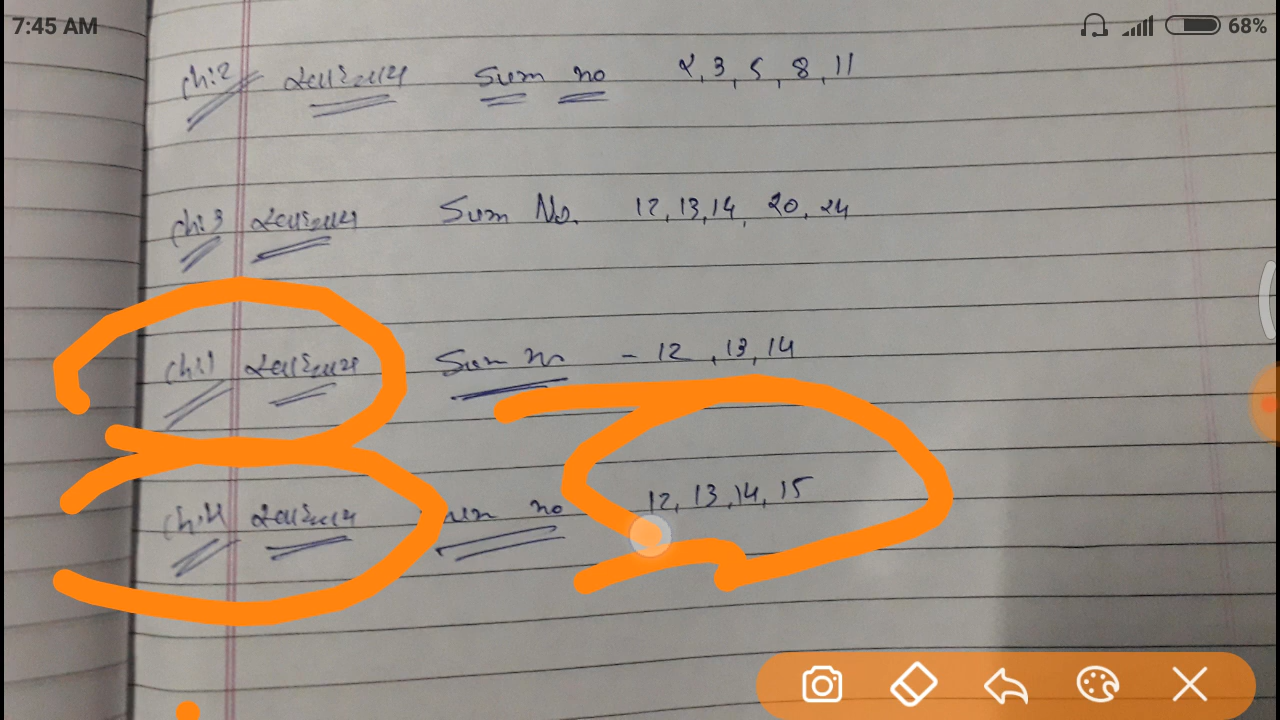 7:45 AM 68%
ch:2 સ્વાધ્યાય Sum no 2, 3, 5, 8, 11
ch:3 સ્વાધ્યાય Sum No. 12, 13, 14, 20, 24
ch:1 સ્વાધ્યાય Sum no - 12, 13, 14
ch:4 સ્વાધ્યાય Sum no 12, 13, 14, 15